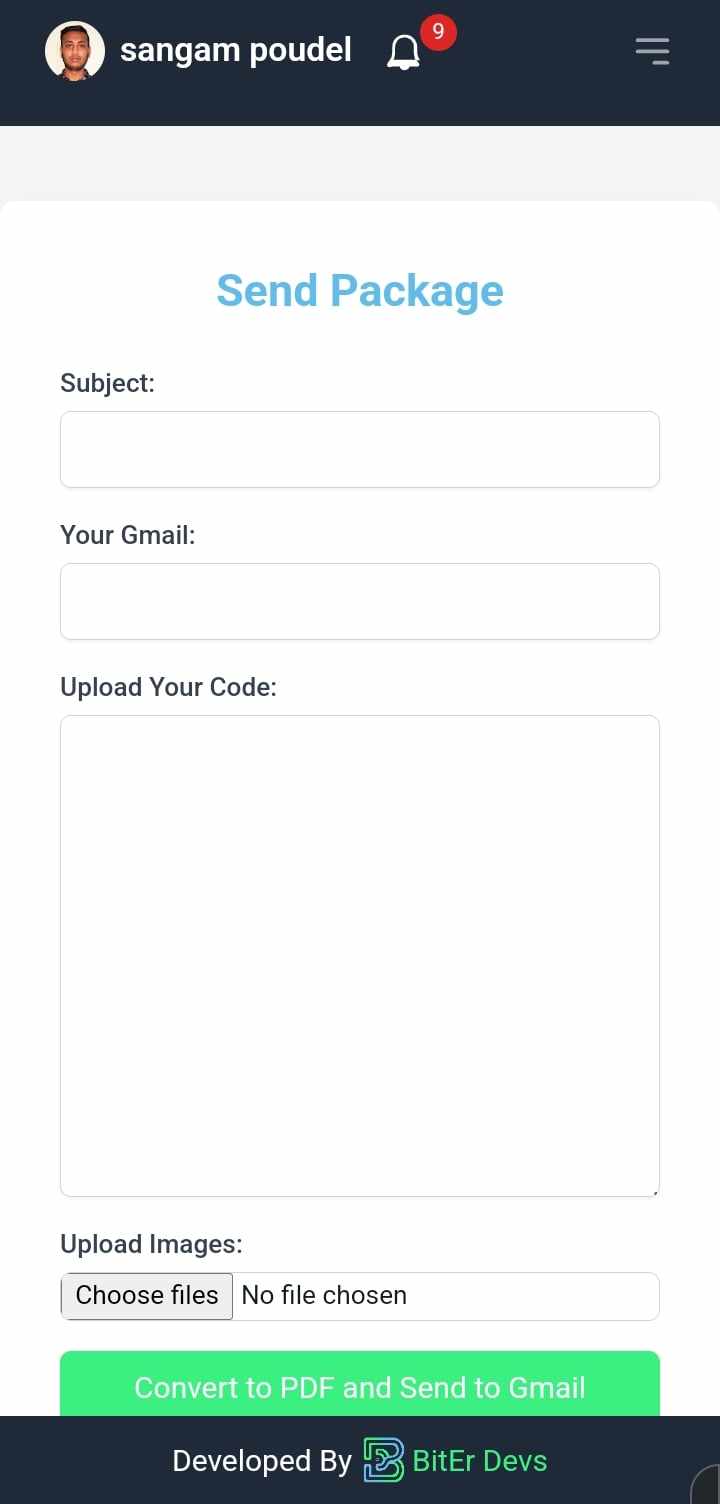 sangam poudel 9
Send Package
Subject:
Your Gmail:
Upload Your Code:
Upload Images:
Choose files No file chosen
Convert to PDF and Send to Gmail
Developed By BitEr Devs